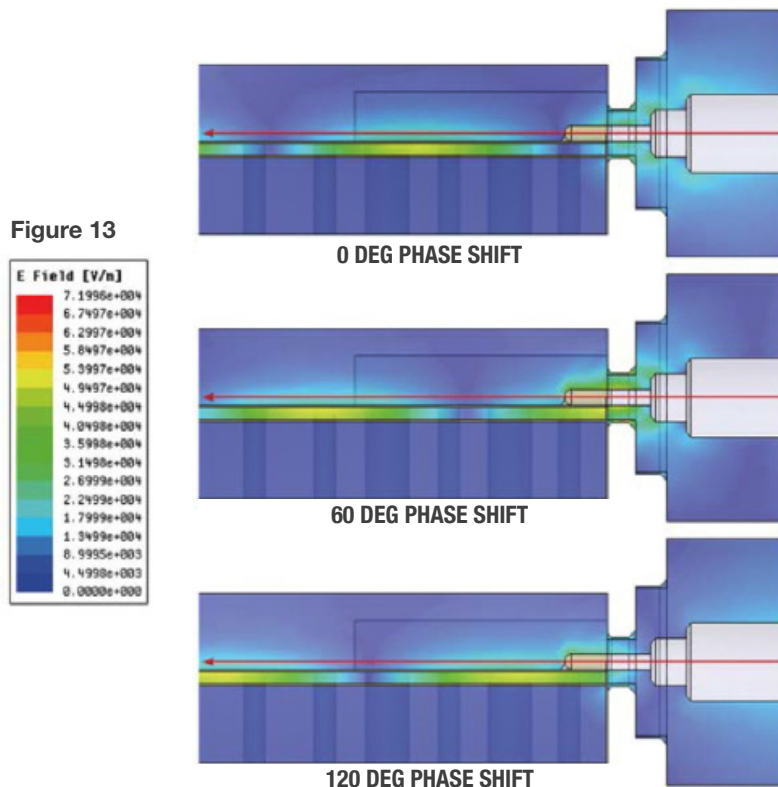 0 DEG PHASE SHIFT
Figure 13
E Field [V/m]
7.1996e+004
6.7497e+004
6.2997e+004
5.8497e+004
5.3997e+004
4.9497e+004
4.4998e+004
4.0498e+004
3.5998e+004
3.1498e+004
2.6999e+004
2.2499e+004
1.7999e+004
1.3499e+004
8.9995e+003
4.4998e+003
0.0000e+000
60 DEG PHASE SHIFT
120 DEG PHASE SHIFT